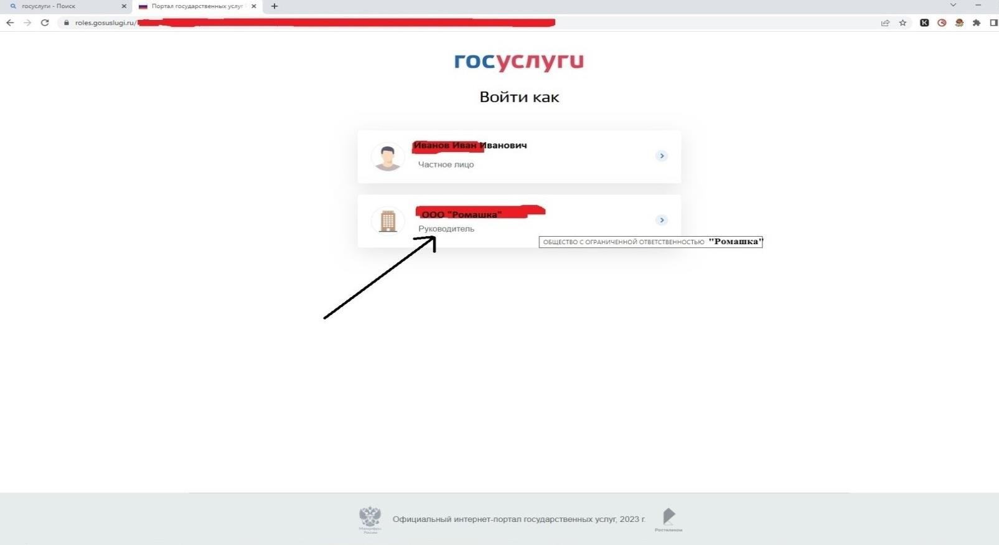 госуслуги - Поиск
Портал государственных услуг
roles.gosuslugi.ru/
госуслуги
Войти как
Иванов Иван Иванович
Частное лицо
ООО "Ромашка"
Руководитель
ОБЩЕСТВО С ОГРАНИЧЕННОЙ ОТВЕТСТВЕННОСТЬЮ "Ромашка"
Официальный интернет-портал государственных услуг, 2023 г.
Минцифры
России
Ростелеком